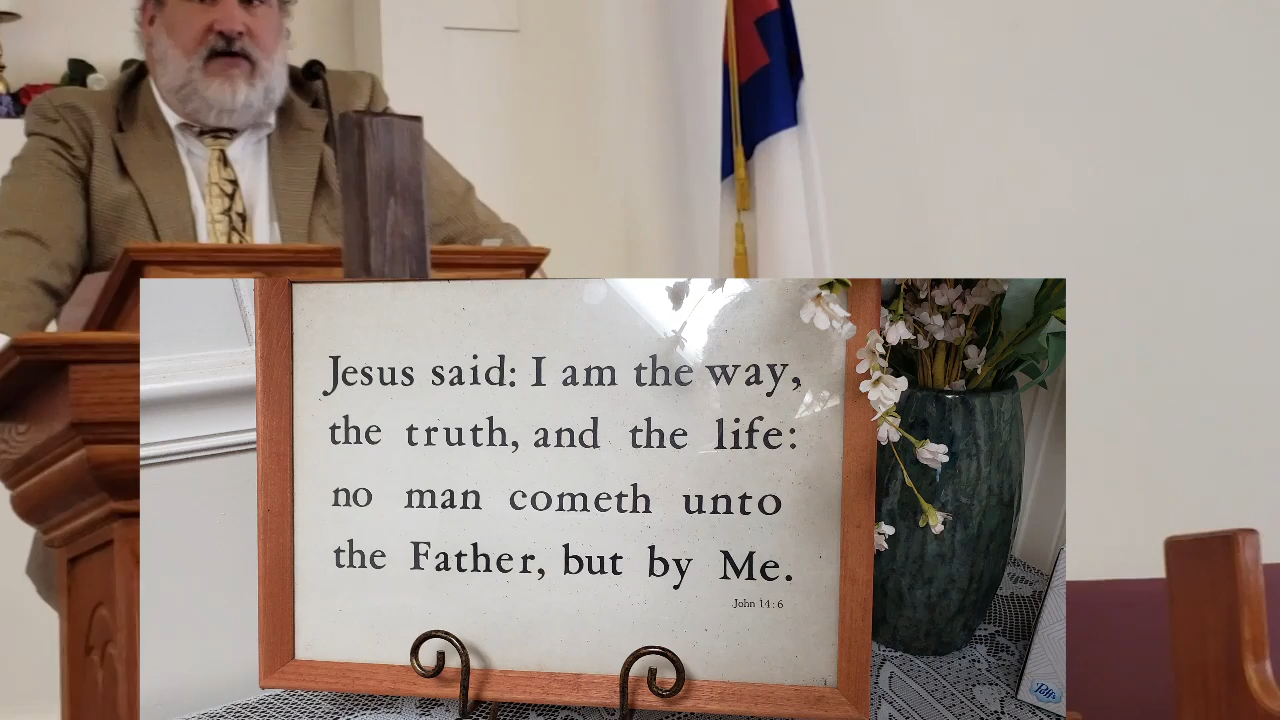 Jesus said: I am the way,
the truth, and the life:
no man cometh unto
the Father, but by Me.
John 14:6
Puffs